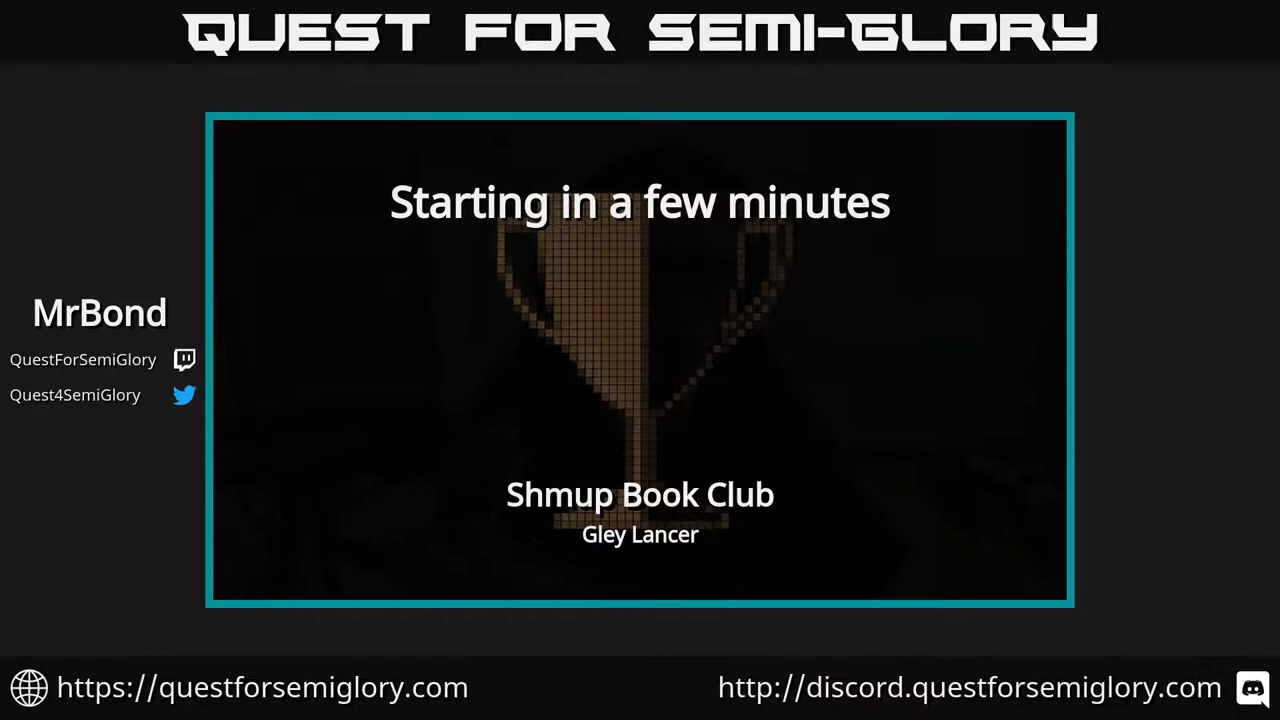 QUEST FOR SEMI-GLORY
Starting in a few minutes
MrBond
QuestForSemiGlory
Quest4SemiGlory
Shmup Book Club
Gley Lancer
https://questforsemiglory.com
http://discord.questforsemiglory.com